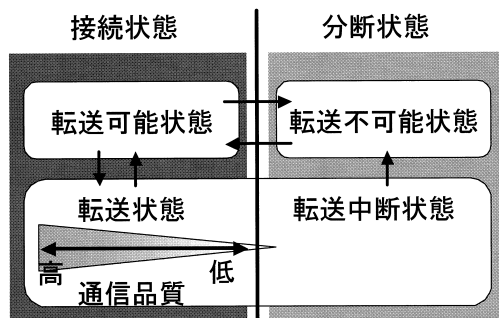 接続状態
分断状態
転送可能状態
転送不可能状態
転送状態
転送中断状態
高
低
通信品質